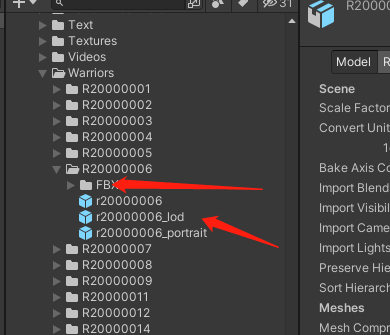 31
R20000006
Text
Textures
Videos
Warriors
R20000001
R20000002
R20000003
R20000004
R20000005
R20000006
FBX
r20000006
r20000006_lod
r20000006_portrait
R20000007
R20000008
R20000009
R20000011
R20000012
R20000014
Model
R
Scene
Scale Factor
Convert Unit
1
Bake Axis Co
Import Blend
Import Visibil
Import Came
Import Lights
Preserve Hie
Sort Hierarch
Meshes
Mesh Compr